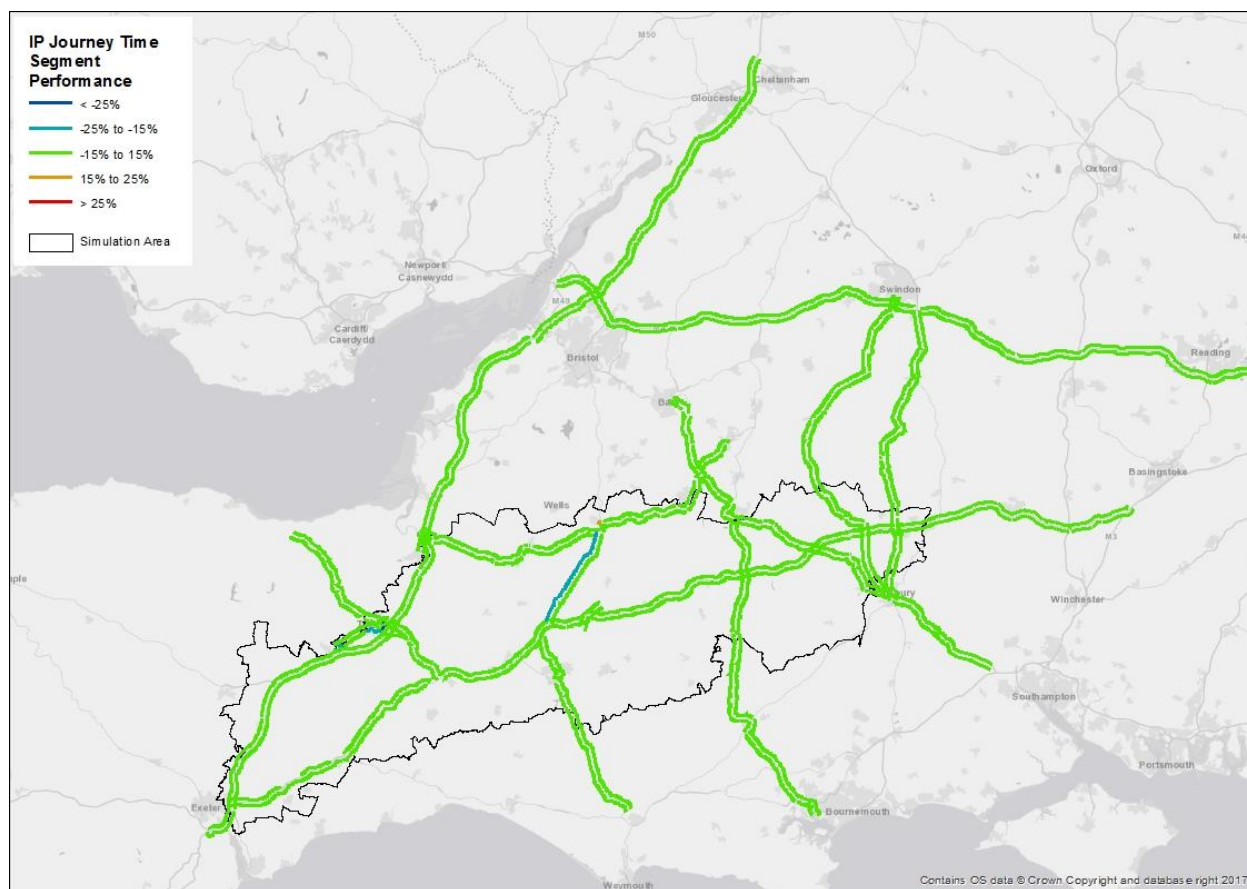 IP Journey Time
Segment
Performance
< -25%
-25% to -15%
-15% to 15%
15% to 25%
> 25%
Simulation Area
M50
Cheltenham
Gloucester
Oxford
Newport/
Casnewydd
Swindon
M49
Cardiff/
Caerdydd
Bristol
Reading
Basingstoke
Wells
M3
Winchester
Southampton
Portsmouth
Exeter
Bournemouth
Weymouth
Contains OS data © Crown Copyright and database right 2017